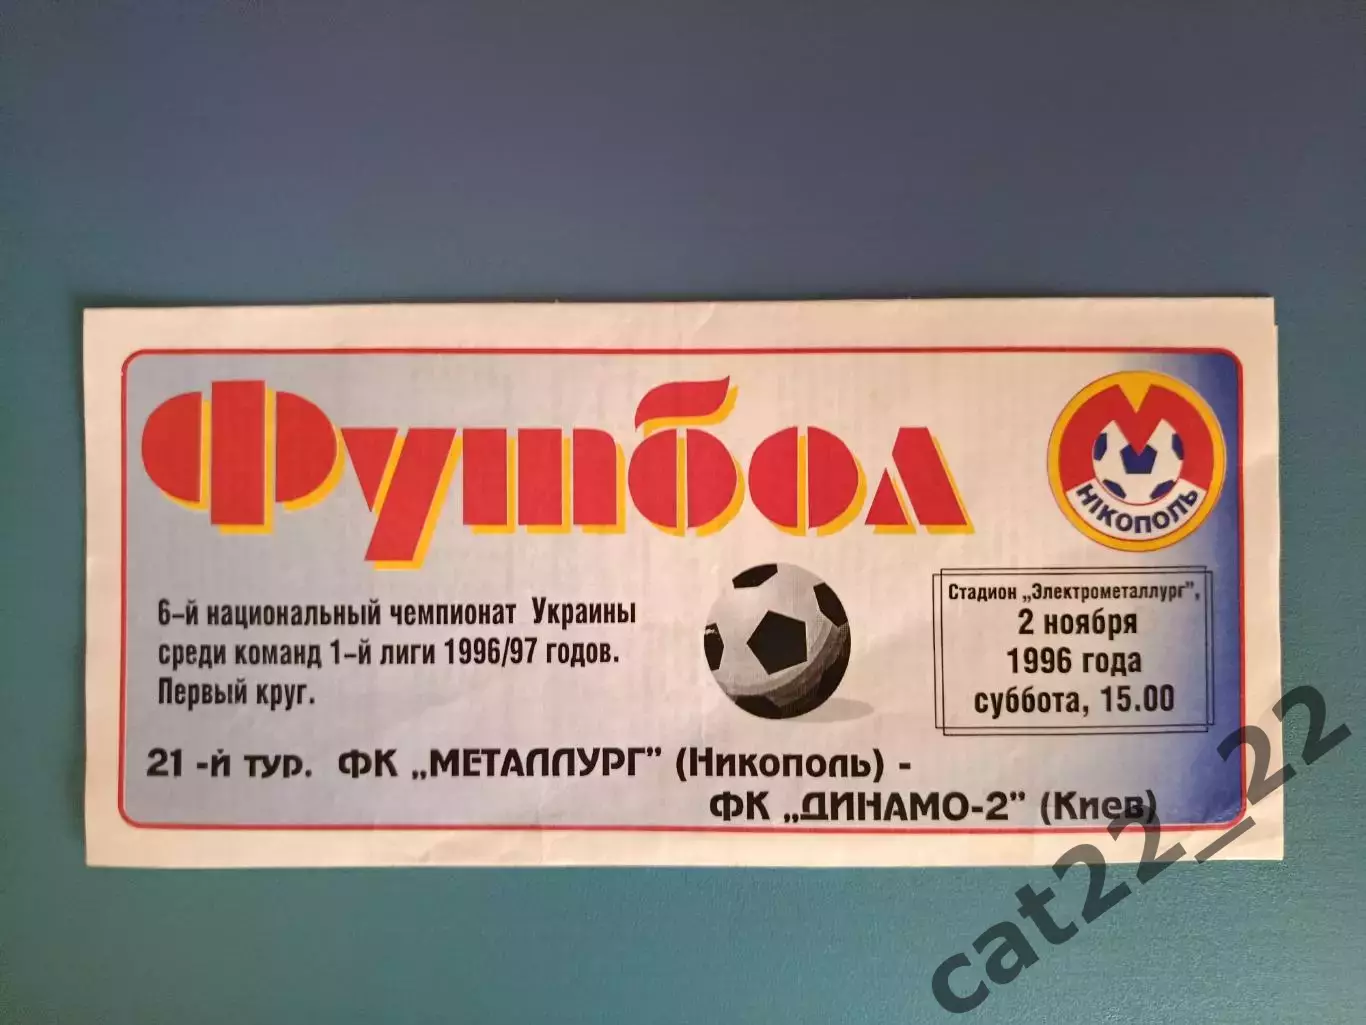 Футбол
М
НІКОПОЛЬ
6-й национальный чемпионат Украины
среди команд 1-й лиги 1996/97 годов.
Первый круг.
Стадион „Электрометаллург”,
2 ноября
1996 года
суббота, 15.00
21 -й тур. ФК „МЕТАЛЛУРГ” (Никополь) -
ФК „ДИНАМО-2” (Киев)
cat22_22